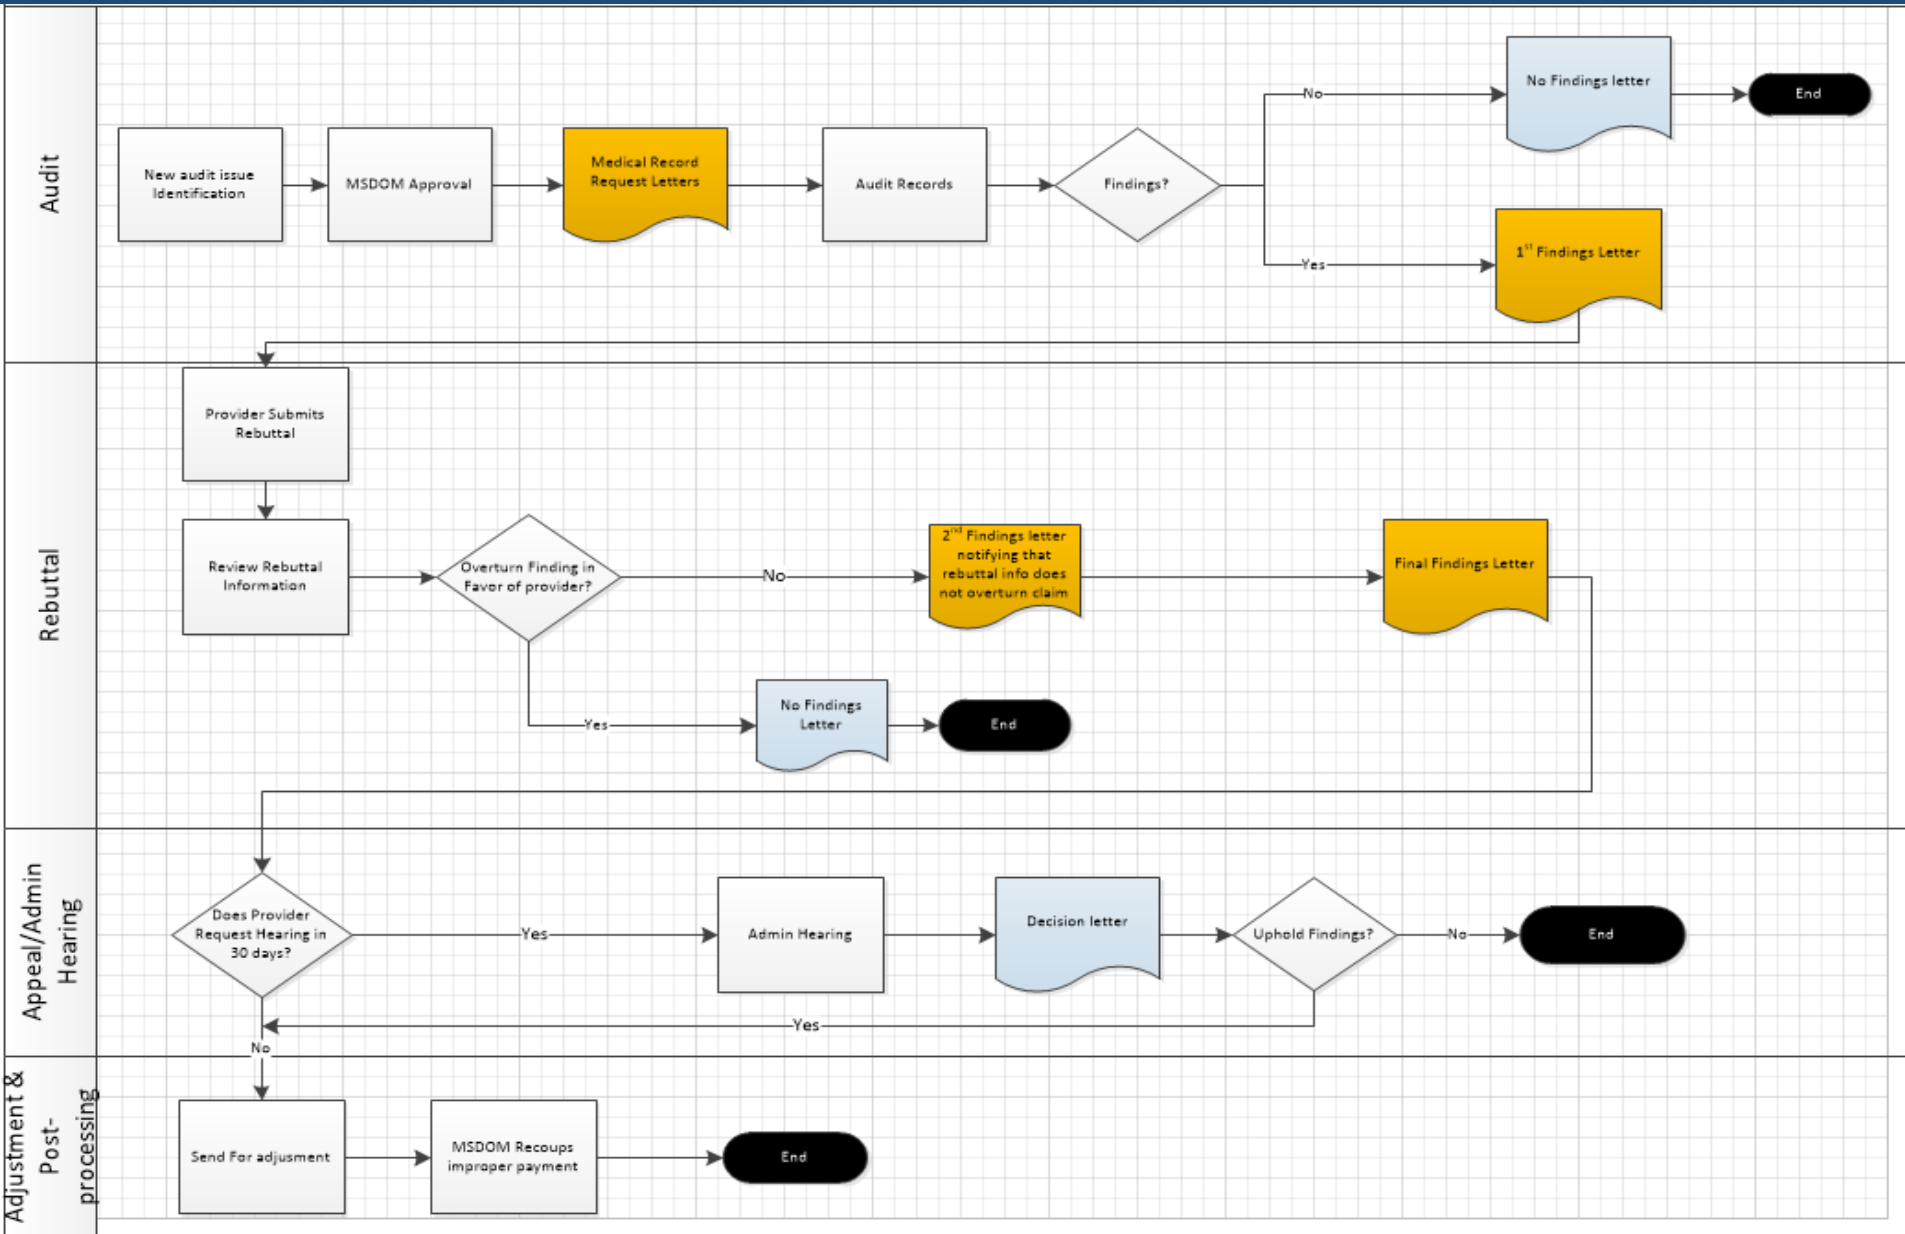 Audit
New audit issue
Identification
MSDOM Approval
Medical Record
Request Letters
Audit Records
Findings?
No
No Findings letter
End
Yes
1st Findings Letter
Rebuttal
Provider Submits
Rebuttal
Review Rebuttal
Information
Overturn Finding in
Favor of provider?
No
2nd Findings letter
notifying that
rebuttal info does
not overturn claim
Final Findings Letter
Yes
No Findings
Letter
End
Appeal/Admin
Hearing
Does Provider
Request Hearing in
30 days?
Yes
Admin Hearing
Decision letter
Uphold Findings?
No
End
Yes
No
Adjustment &
Post-
processing
Send For adjusment
MSDOM Recoups
improper payment
End